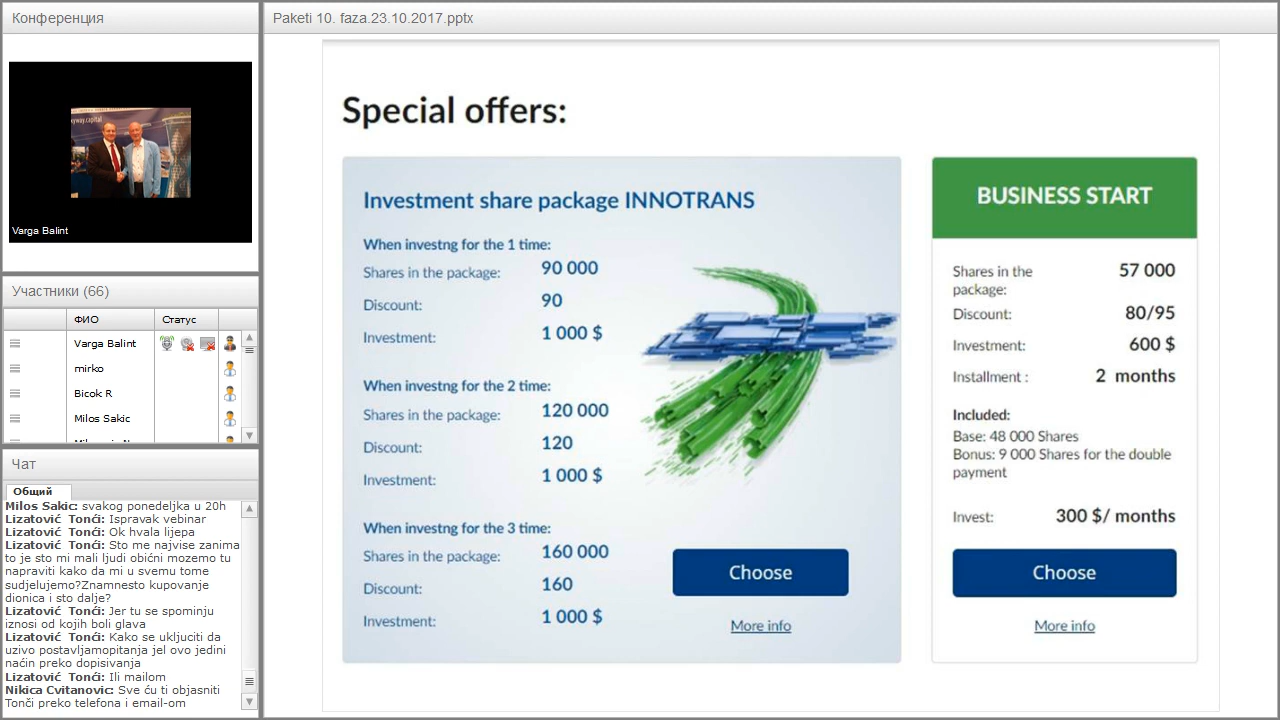 Конференция
xyway.capital
Varga Balint
Участники (66)
ФИО Статус
Varga Balint
mirko
Bicok R
Milos Sakic
Чат
Общий
Milos Sakic: svakog ponedeljka u 20h
Lizatović Tonći: Ispravak vebinar
Lizatović Tonći: Ok hvala lijepa
Lizatović Tonći: Sto me najvise zanima
to je sto mi mali ljudi obićni mozemo tu
napraviti kako da mi u svemu tome
sudjelujemo?Znamnesto kupovanje
dionica i sto dalje?
Lizatović Tonći: Jer tu se spominju
iznosi od kojih boli glava
Lizatović Tonći: Kako se ukljuciti da
uzivo postavljamopitanja jel ovo jedini
naćin preko dopisivanja
Lizatović Tonći: Ili mailom
Nikica Cvitanovic: Sve ću ti objasniti
Tonči preko telefona i email-om
Paketi 10. faza.23.10.2017.pptx
Special offers:
Investment share package INNOTRANS
When investng for the 1 time:
Shares in the package: 90 000
Discount: 90
Investment: 1 000 $
When investng for the 2 time:
Shares in the package: 120 000
Discount: 120
Investment: 1 000 $
When investng for the 3 time:
Shares in the package: 160 000
Discount: 160
Investment: 1 000 $
Choose
More info
BUSINESS START
Shares in the 57 000
package:
Discount: 80/95
Investment: 600 $
Installment : 2 months
Included:
Base: 48 000 Shares
Bonus: 9 000 Shares for the double
payment
Invest: 300 $/ months
Choose
More info